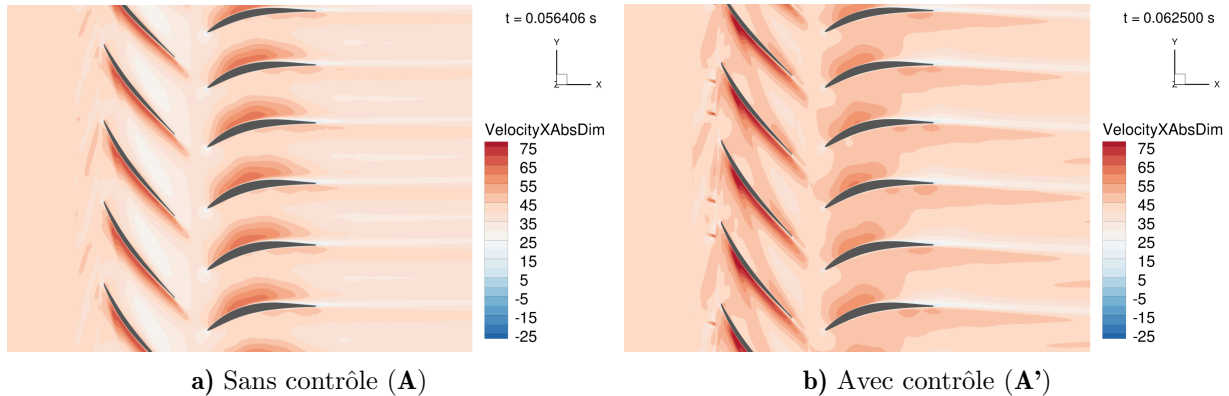 t = 0.056406 s
Y
Z
X
VelocityXAbsDim
75
65
55
45
35
25
15
5
-5
-15
-25
a) Sans contrôle (A)
t = 0.062500 s
Y
Z
X
VelocityXAbsDim
75
65
55
45
35
25
15
5
-5
-15
-25
b) Avec contrôle (A’)